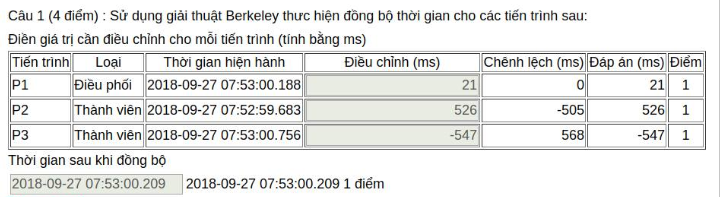 Câu 1 (4 điểm) : Sử dụng giải thuật Berkeley thưc hiện đồng bộ thời gian cho các tiến trình sau:
Điền giá trị cần điều chỉnh cho mỗi tiến trình (tính bằng ms)
Tiến trình Loại Thời gian hiện hành Điều chỉnh (ms) Chênh lệch (ms) Đáp án (ms) Điểm
P1 Điều phối 2018-09-27 07:53:00.188 21 0 21 1
P2 Thành viên 2018-09-27 07:52:59.683 526 -505 526 1
P3 Thành viên 2018-09-27 07:53:00.756 -547 568 -547 1
Thời gian sau khi đồng bộ
2018-09-27 07:53:00.209 2018-09-27 07:53:00.209 1 điểm